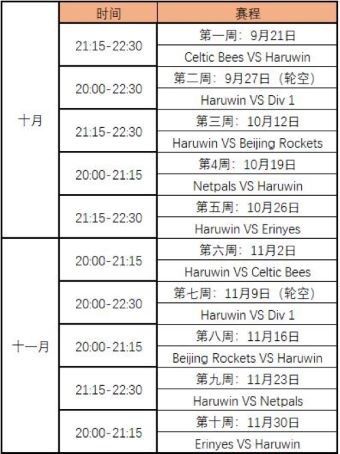 时间 赛程
十月
21:15-22:30 第一周：9月21日
Celtic Bees VS Haruwin
20:00-22:30 第二周：9月27日（轮空）
Haruwin VS Div 1
21:15-22:30 第三周：10月12日
Haruwin VS Beijing Rockets
20:00-21:15 第4周：10月19日
Netpals VS Haruwin
21:15-22:30 第五周：10月26日
Haruwin VS Erinyes
十一月
20:00-21:15 第六周：11月2日
Haruwin VS Celtic Bees
20:00-22:30 第七周：11月9日（轮空）
Haruwin VS Div 1
20:00-21:15 第八周：11月16日
Beijing Rockets VS Haruwin
21:15-22:30 第九周：11月23日
Haruwin VS Netpals
20:00-21:15 第十周：11月30日
Erinyes VS Haruwin